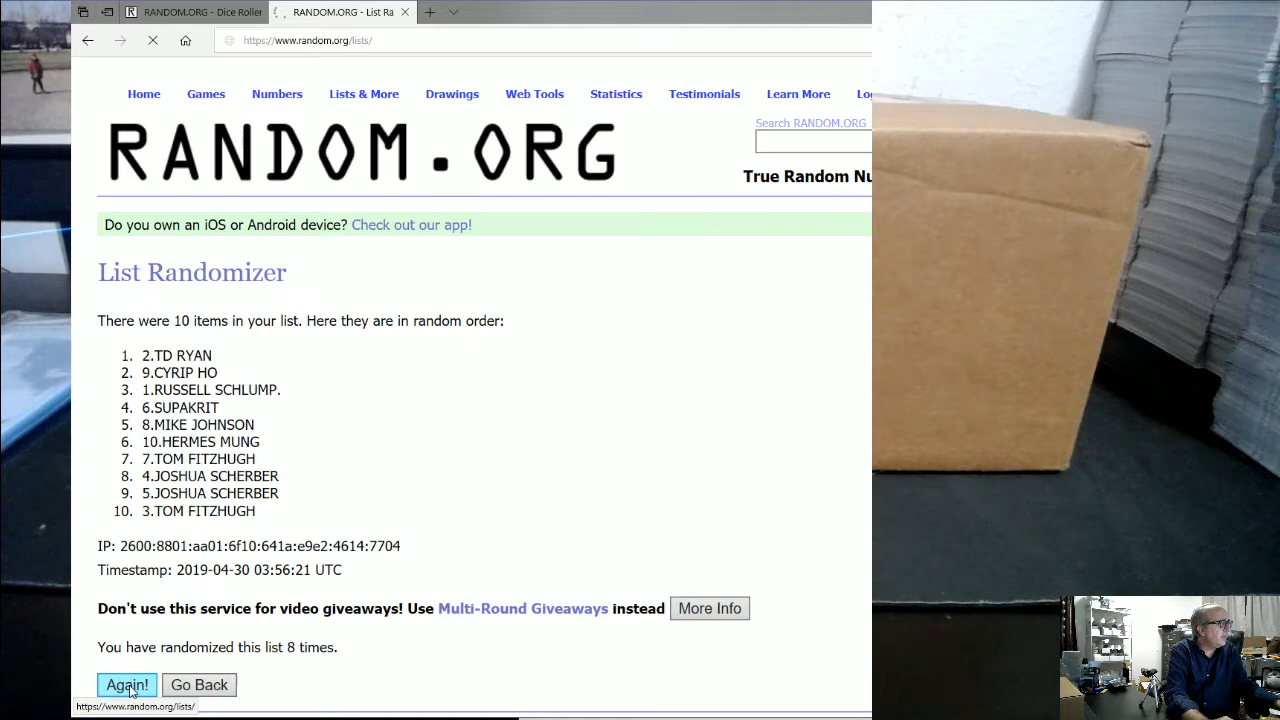 RANDOM.ORG - Dice Roller
RANDOM.ORG - List Ra
https://www.random.org/lists/
Home Games Numbers Lists & More Drawings Web Tools Statistics Testimonials Learn More Lo
RANDOM.ORG
Search RANDOM.ORG
True Random Nu
Do you own an iOS or Android device? Check out our app!
List Randomizer
There were 10 items in your list. Here they are in random order:
1. 2.TD RYAN
2. 9.CYRIP HO
3. 1.RUSSELL SCHLUMP.
4. 6.SUPAKRIT
5. 8.MIKE JOHNSON
6. 10.HERMES MUNG
7. 7.TOM FITZHUGH
8. 4.JOSHUA SCHERBER
9. 5.JOSHUA SCHERBER
10. 3.TOM FITZHUGH
IP: 2600:8801:aa01:6f10:641a:e9e2:4614:7704
Timestamp: 2019-04-30 03:56:21 UTC
Don't use this service for video giveaways! Use Multi-Round Giveaways instead More Info
You have randomized this list 8 times.
Again! Go Back
https://www.random.org/lists/